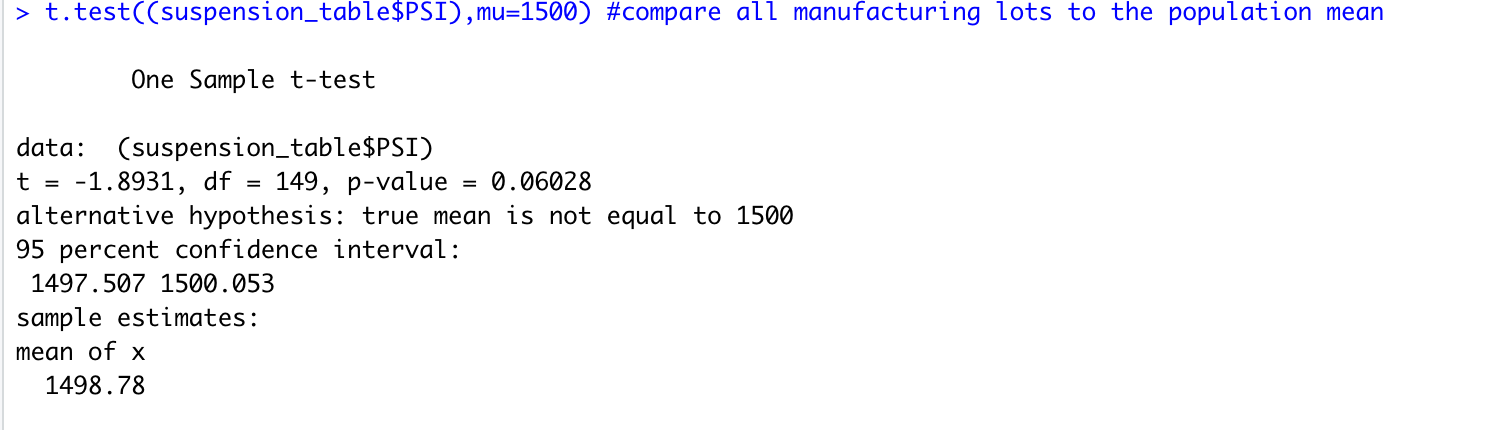 > t.test((suspension_table$PSI),mu=1500) #compare all manufacturing lots to the population mean
One Sample t-test
data:  (suspension_table$PSI)
t = -1.8931, df = 149, p-value = 0.06028
alternative hypothesis: true mean is not equal to 1500
95 percent confidence interval:
1497.507 1500.053
sample estimates:
mean of x
1498.78